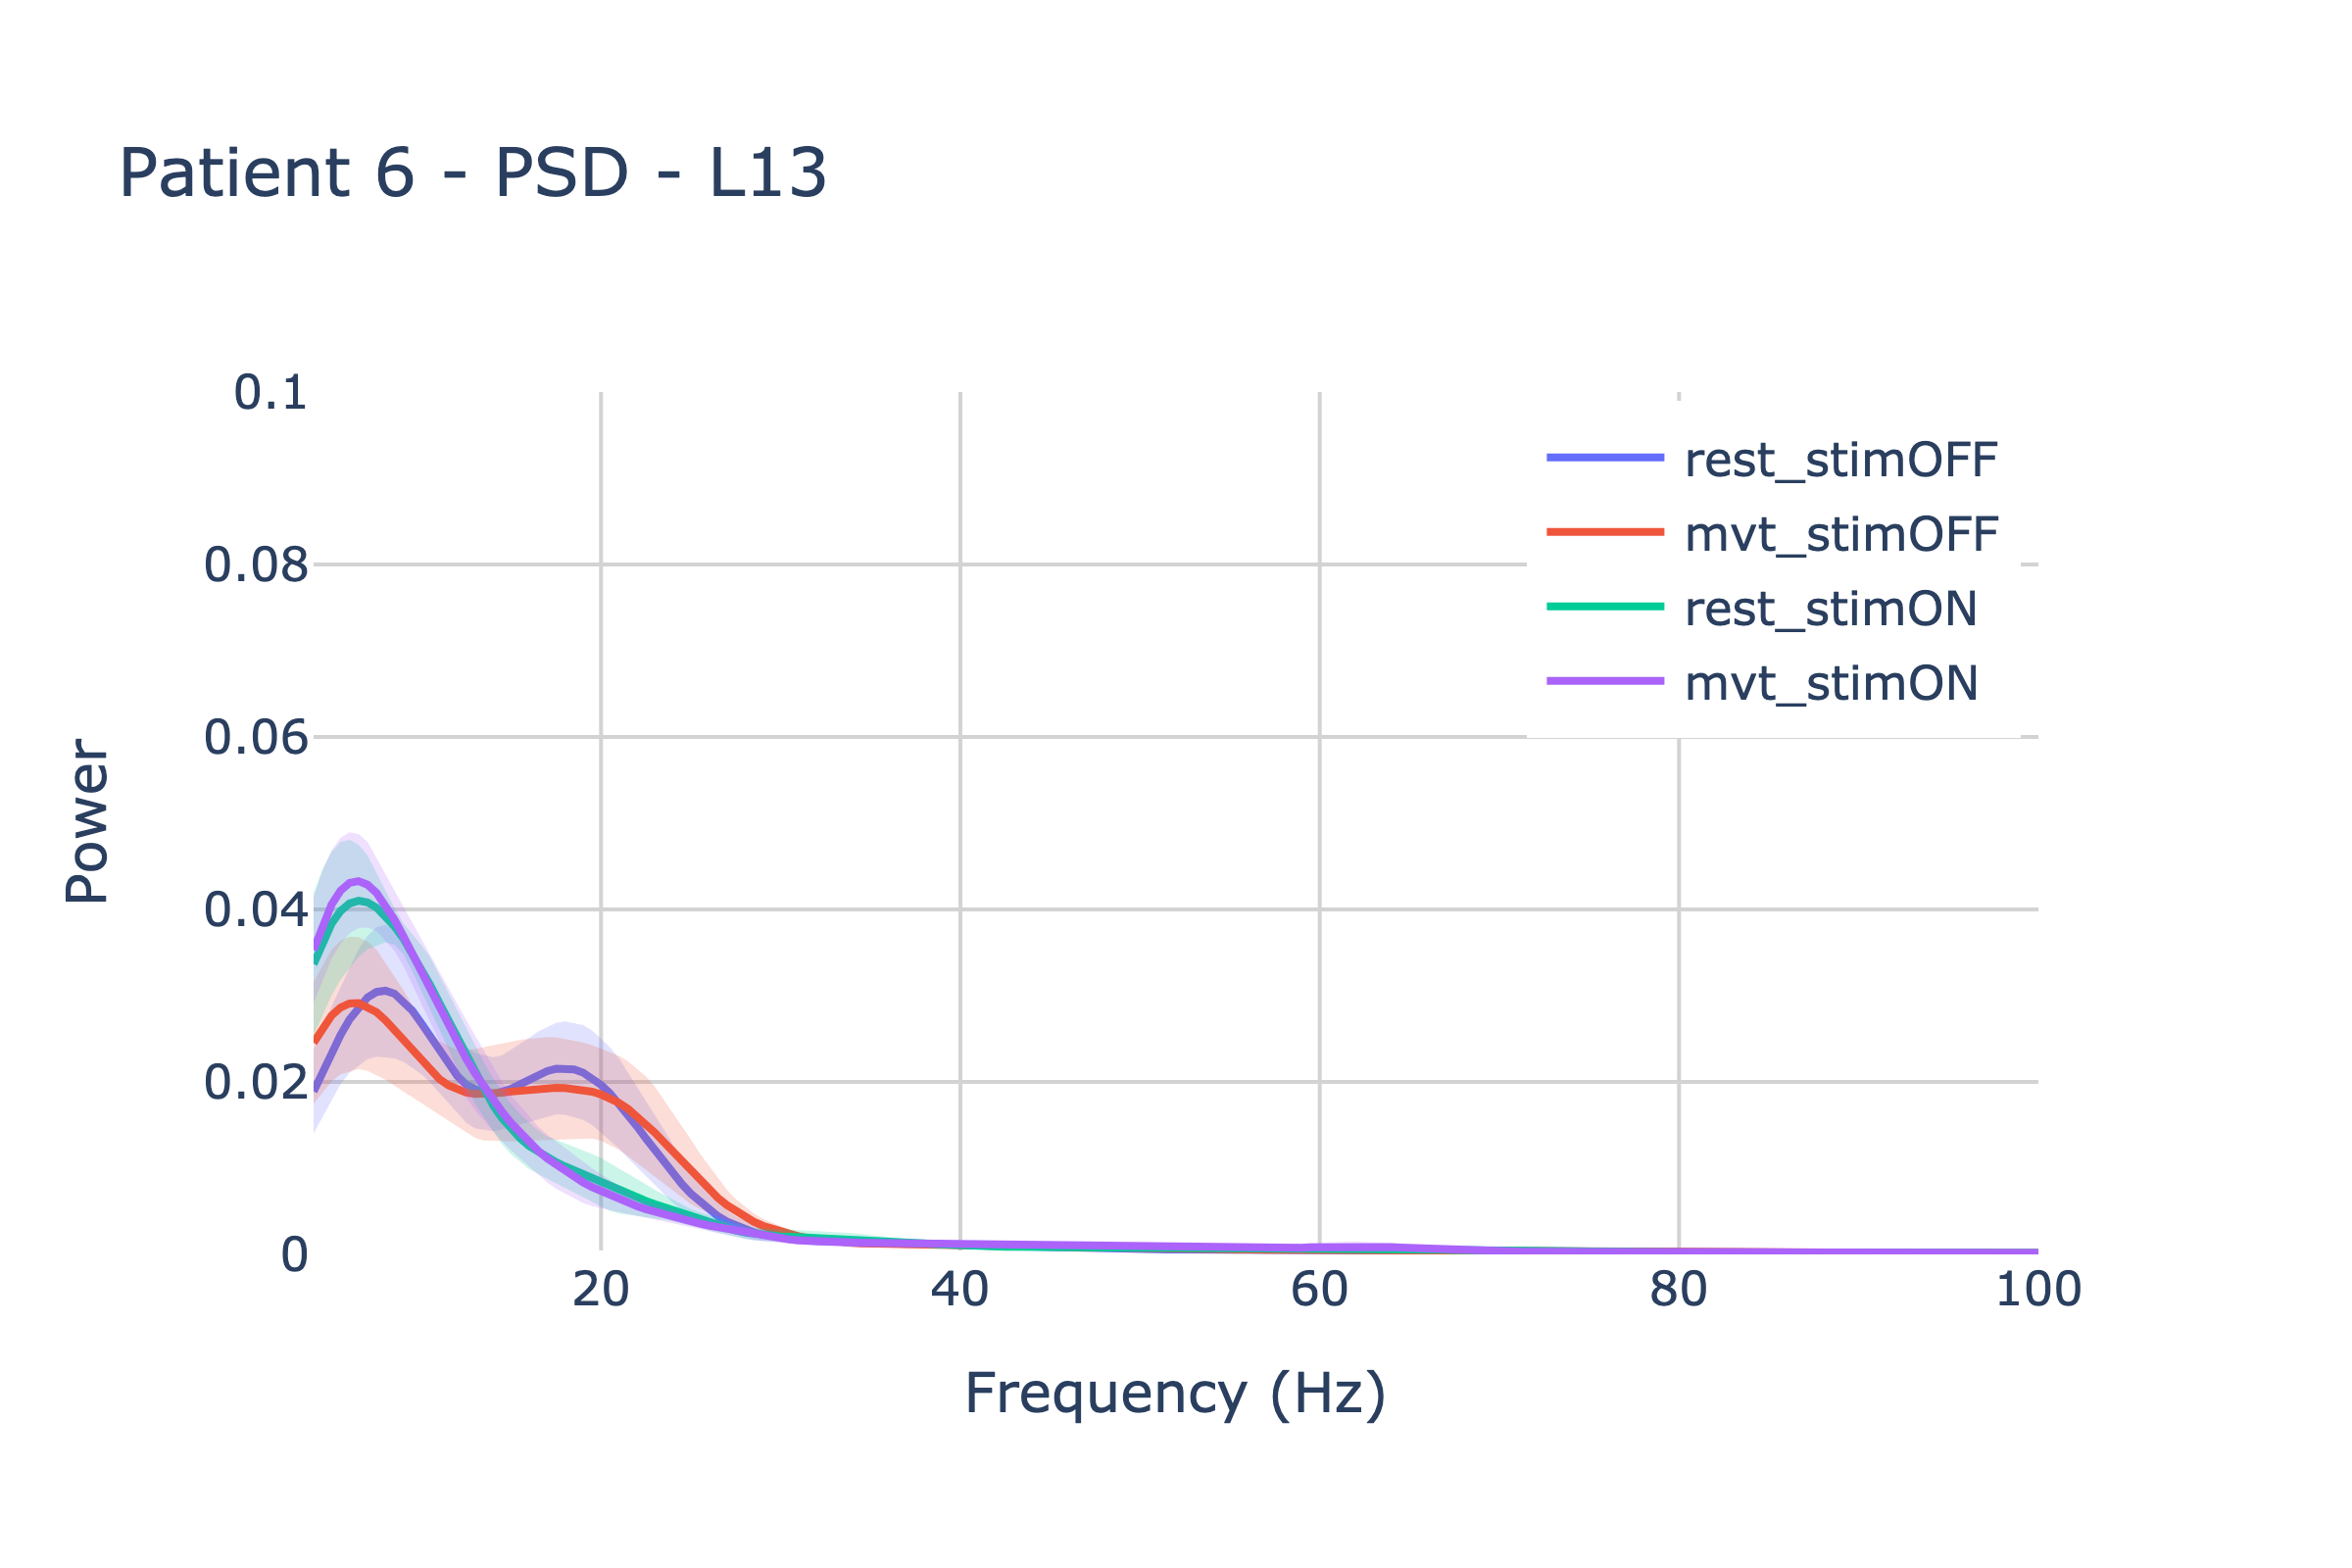 Patient 6 - PSD - L13
0.1
0.08
0.06
0.04
0.02
0
Power
20
40
60
80
100
Frequency (Hz)
rest_stimOFF
mvt_stimOFF
rest_stimON
mvt_stimON